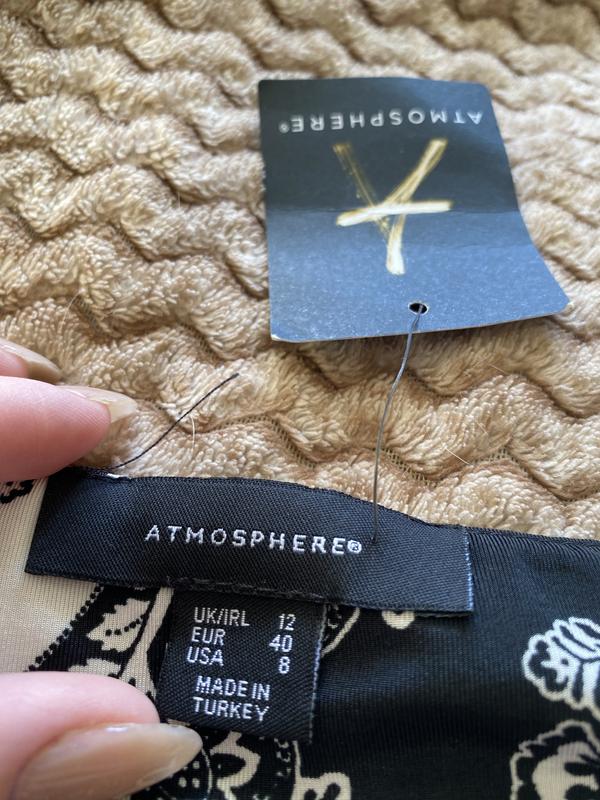 ATMOSPHERE®
ATMOSPHERE®
UK/IRL 12
EUR 40
USA 8
MADE IN
TURKEY